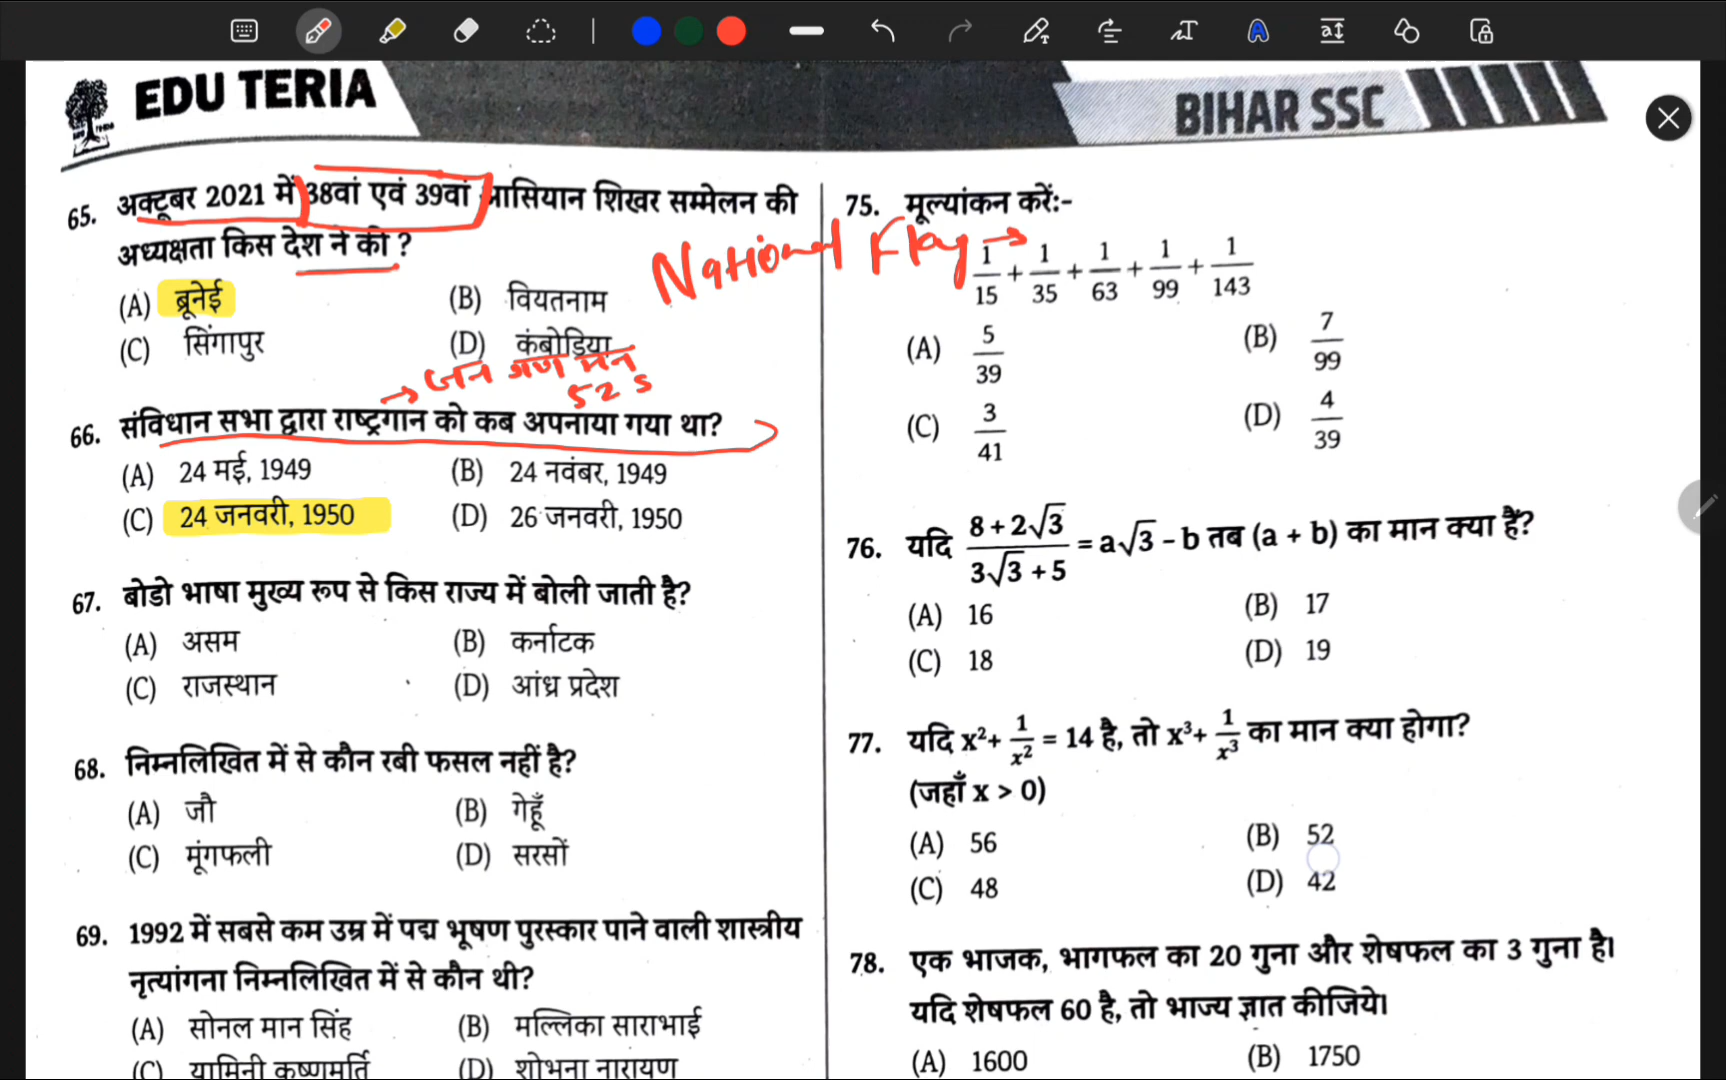 EDU TERIA
BIHAR SSC
65. अक्टूबर 2021 में 38वां एवं 39वां आसियान शिखर सम्मेलन की
अध्यक्षता किस देश ने की ?
(A) ब्रूनेई
(B) वियतनाम
(C) सिंगापुर
(D) कंबोडिया
National Flag →
→ जन गण मन
52 s
66. संविधान सभा द्वारा राष्ट्रगान को कब अपनाया गया था?
(A) 24 मई, 1949
(B) 24 नवंबर, 1949
(C) 24 जनवरी, 1950
(D) 26 जनवरी, 1950
67. बोडो भाषा मुख्य रूप से किस राज्य में बोली जाती है?
(A) असम
(B) कर्नाटक
(C) राजस्थान
(D) आंध्र प्रदेश
68. निम्नलिखित में से कौन रबी फसल नहीं है?
(A) जौ
(B) गेहूँ
(C) मूंगफली
(D) सरसों
69. 1992 में सबसे कम उम्र में पद्म भूषण पुरस्कार पाने वाली शास्त्रीय
नृत्यांगना निम्नलिखित में से कौन थी?
(A) सोनल मान सिंह
(B) मल्लिका साराभाई
(C) यामिनी कृष्णमूर्ति
(D) शोभना नारायण
75. मूल्यांकन करें:-
1/15 + 1/35 + 1/63 + 1/99 + 1/143
(A) 5/39
(B) 7/99
(C) 3/41
(D) 4/39
76. यदि (8+2√3)/(3√3+5) = a√3 - b तब (a + b) का मान क्या हैं?
(A) 16
(B) 17
(C) 18
(D) 19
77. यदि x²+ 1/x² = 14 है, तो x³+ 1/x³ का मान क्या होगा?
(जहाँ x > 0)
(A) 56
(B) 52
(C) 48
(D) 42
78. एक भाजक, भागफल का 20 गुना और शेषफल का 3 गुना है।
यदि शेषफल 60 है, तो भाज्य ज्ञात कीजिये।
(A) 1600
(B) 1750